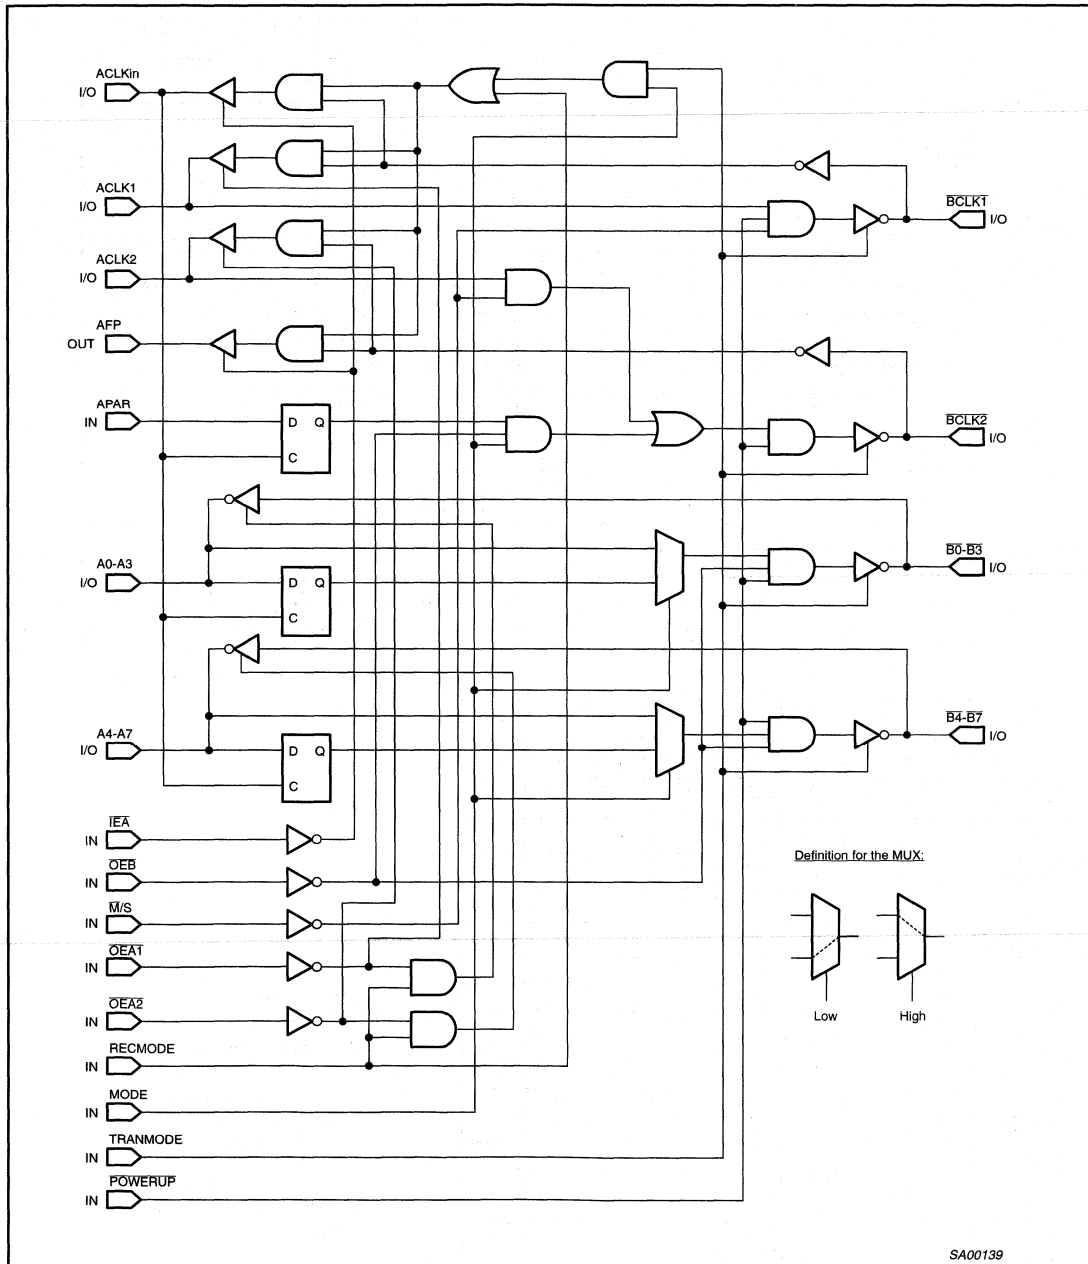 ACLKin
I/O
ACLK1
I/O
BCLK1
I/O
ACLK2
I/O
AFP
OUT
APAR
IN
D Q
C
BCLK2
I/O
A0-A3
I/O
D Q
C
B0-B3
I/O
A4-A7
I/O
D Q
C
B4-B7
I/O
IEA
IN
OEB
IN
M/S
IN
OEA1
IN
OEA2
IN
RECMODE
IN
MODE
IN
TRANMODE
IN
POWERUP
IN
Definition for the MUX:
Low High
SA00139